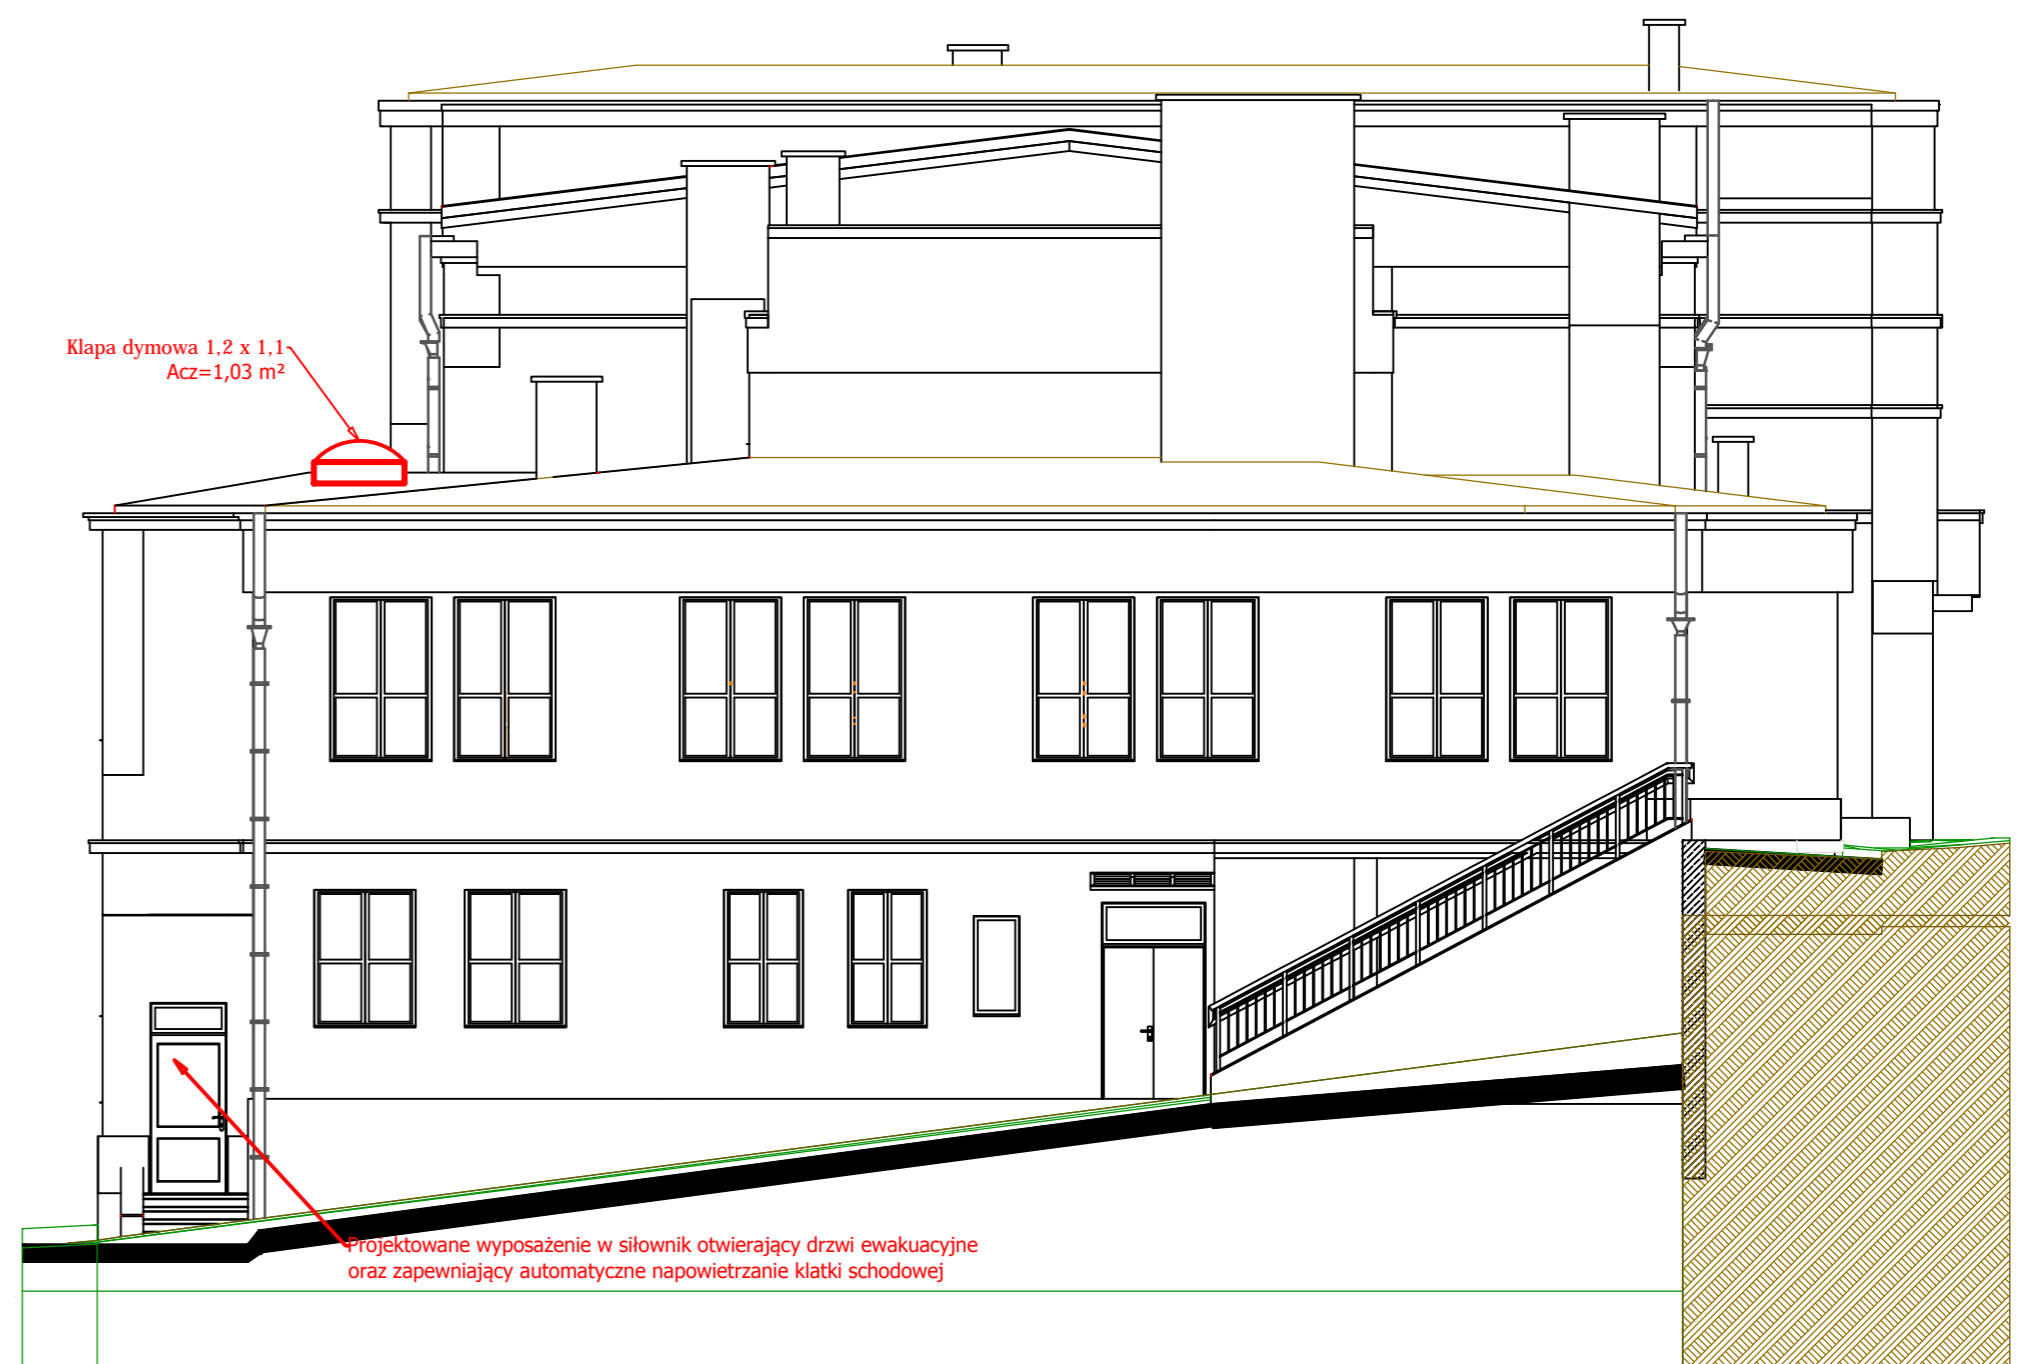 Klapa dymowa 1,2 x 1,1
Acz=1,03 m²
Projektowane wyposażenie w siłownik otwierający drzwi ewakuacyjne
oraz zapewniający automatyczne napowietrzanie klatki schodowej